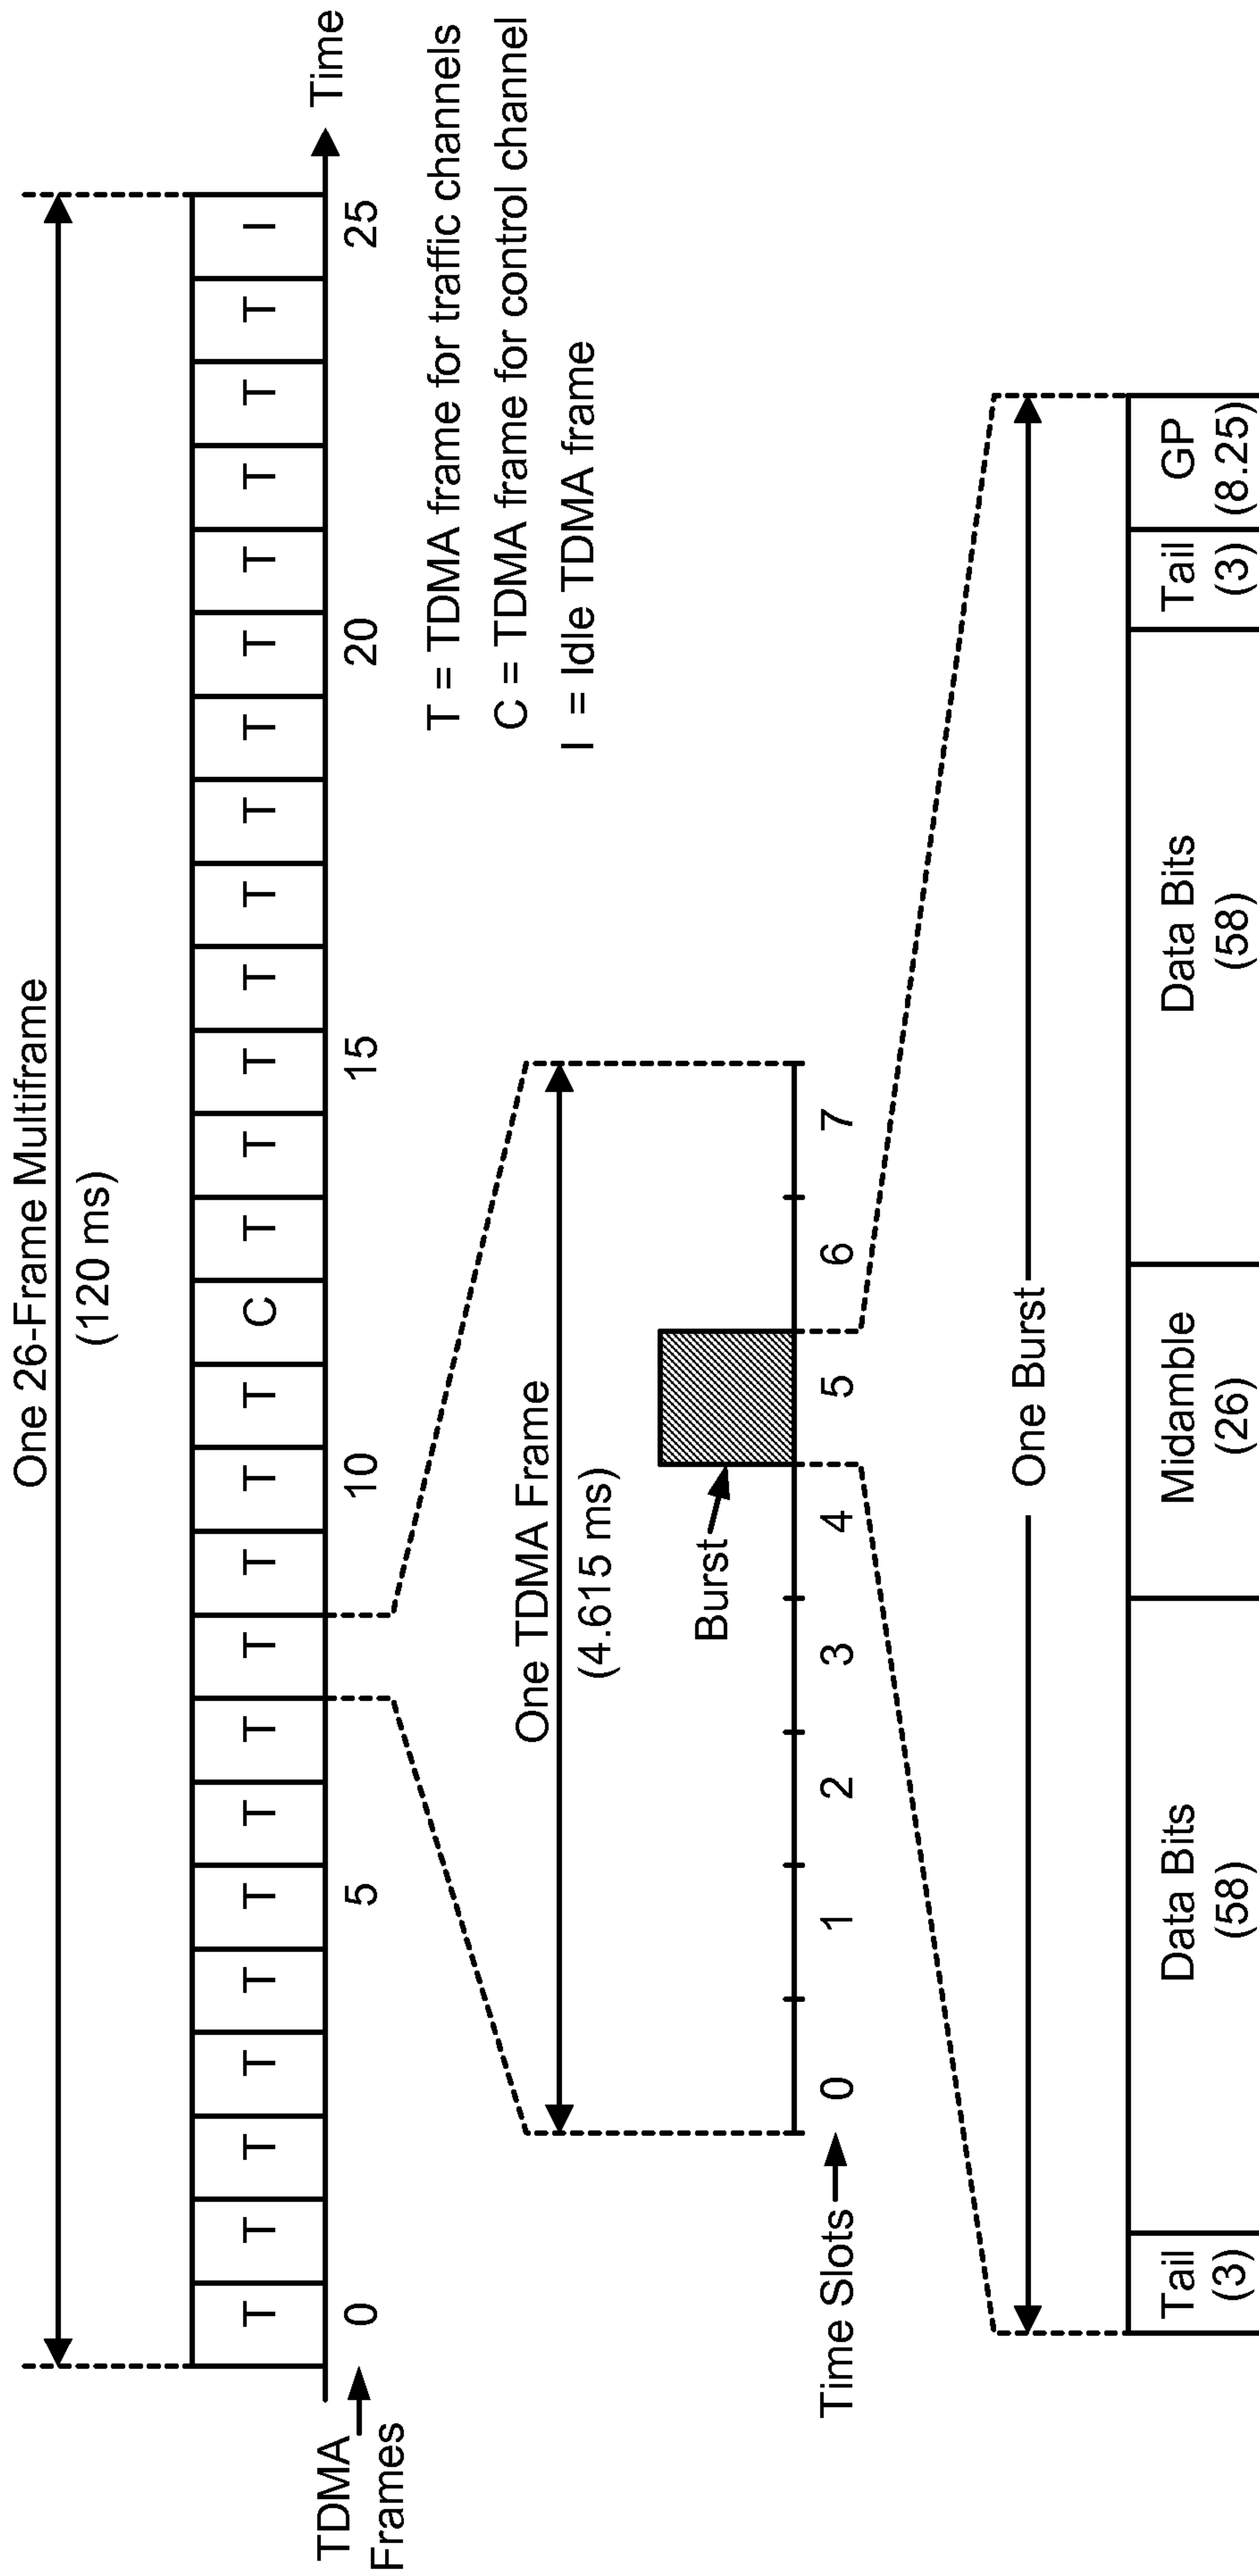 One 26-Frame Multiframe
(120 ms)
T T T T T T T T T T T T C T T T T T T T T T T T T I
0 5 10 15 20 25
Time
TDMA
Frames
T = TDMA frame for traffic channels
C = TDMA frame for control channel
I = Idle TDMA frame
One TDMA Frame
(4.615 ms)
Burst
Time Slots
0 1 2 3 4 5 6 7
One Burst
Tail Data Bits Midamble Data Bits Tail GP
(3) (58) (26) (58) (3) (8.25)